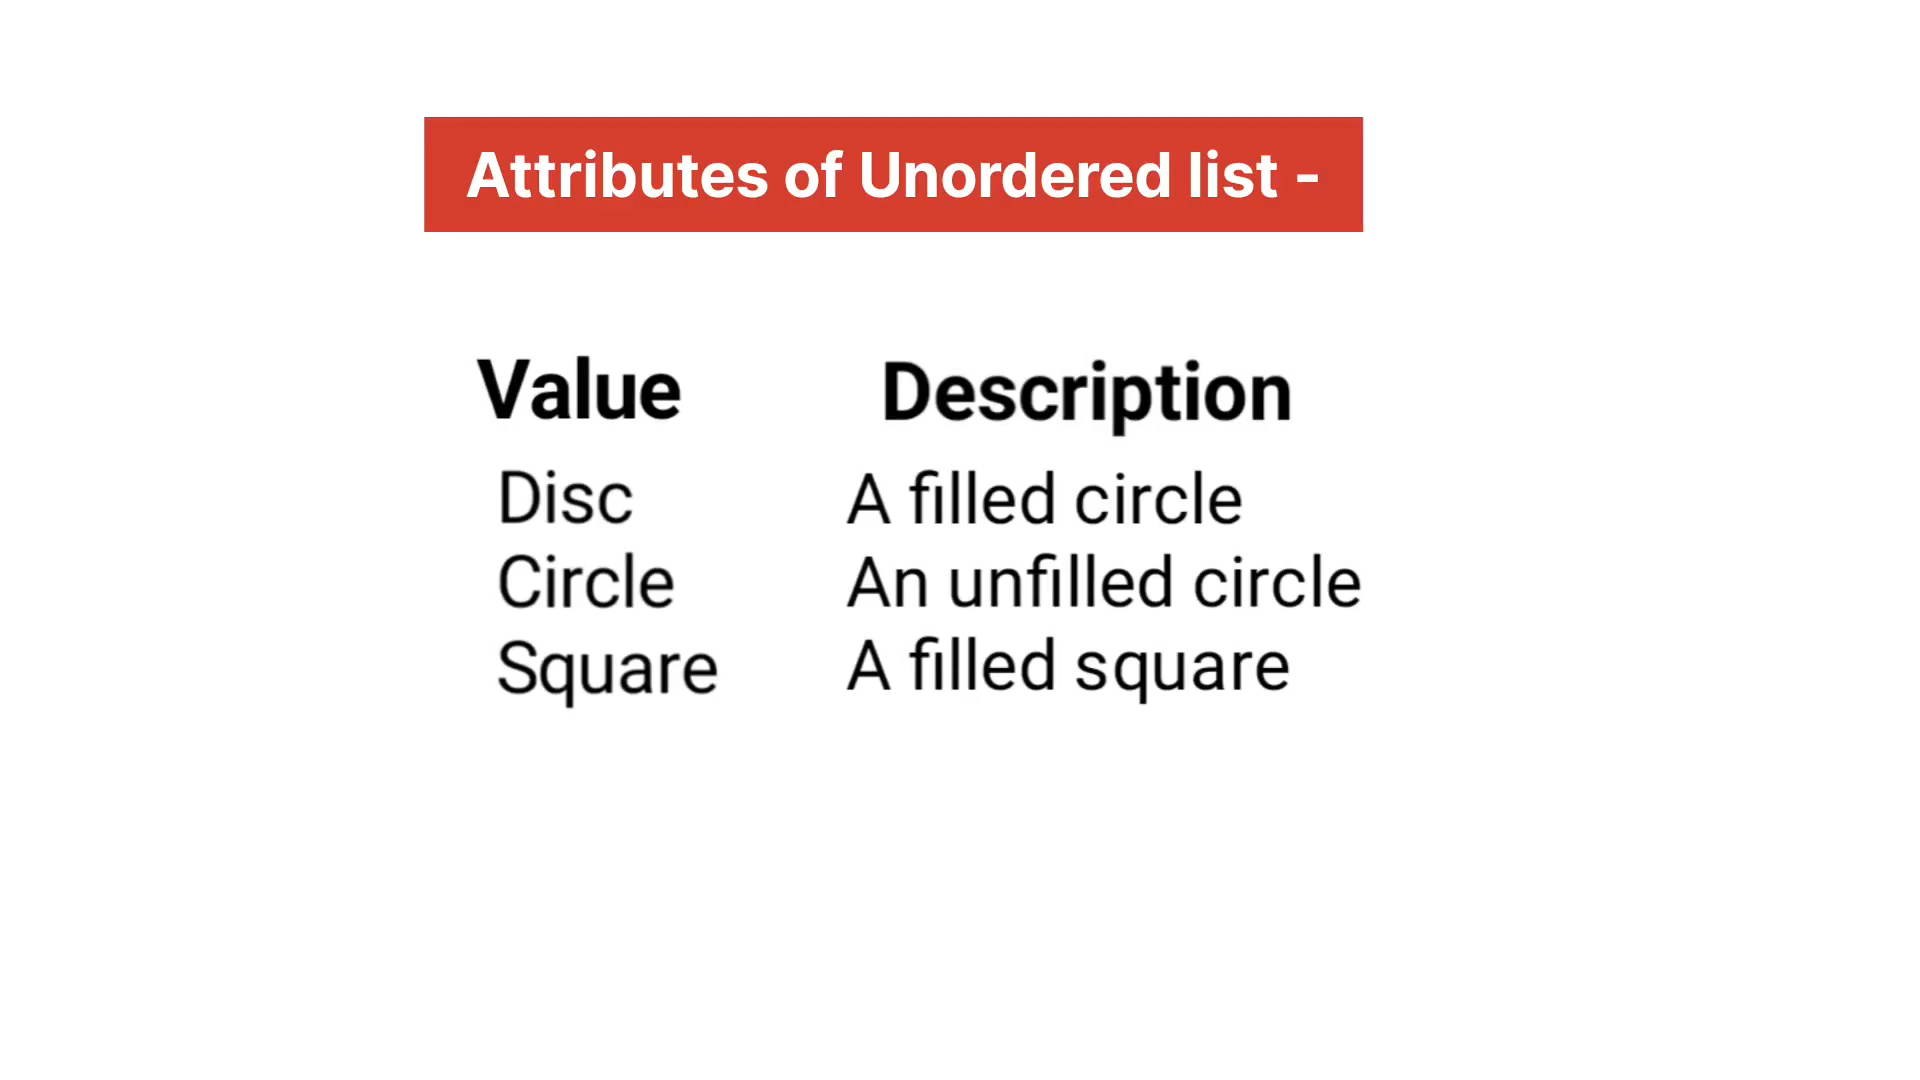 Attributes of Unordered list -
Value Description
Disc A filled circle
Circle An unfilled circle
Square A filled square